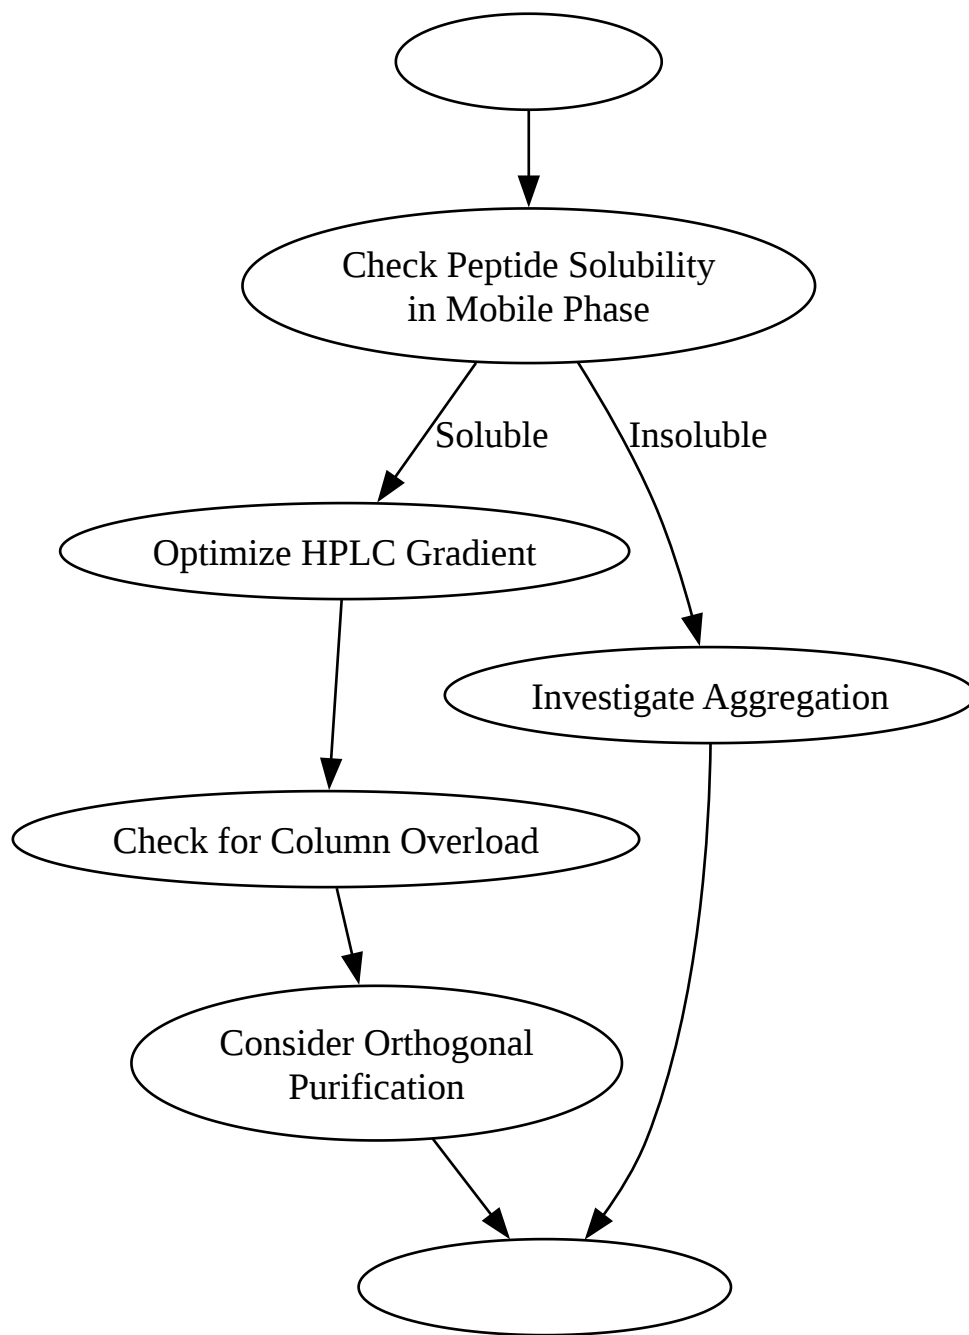 Check Peptide Solubility
in Mobile Phase
Soluble
Insoluble
Optimize HPLC Gradient
Investigate Aggregation
Check for Column Overload
Consider Orthogonal
Purification